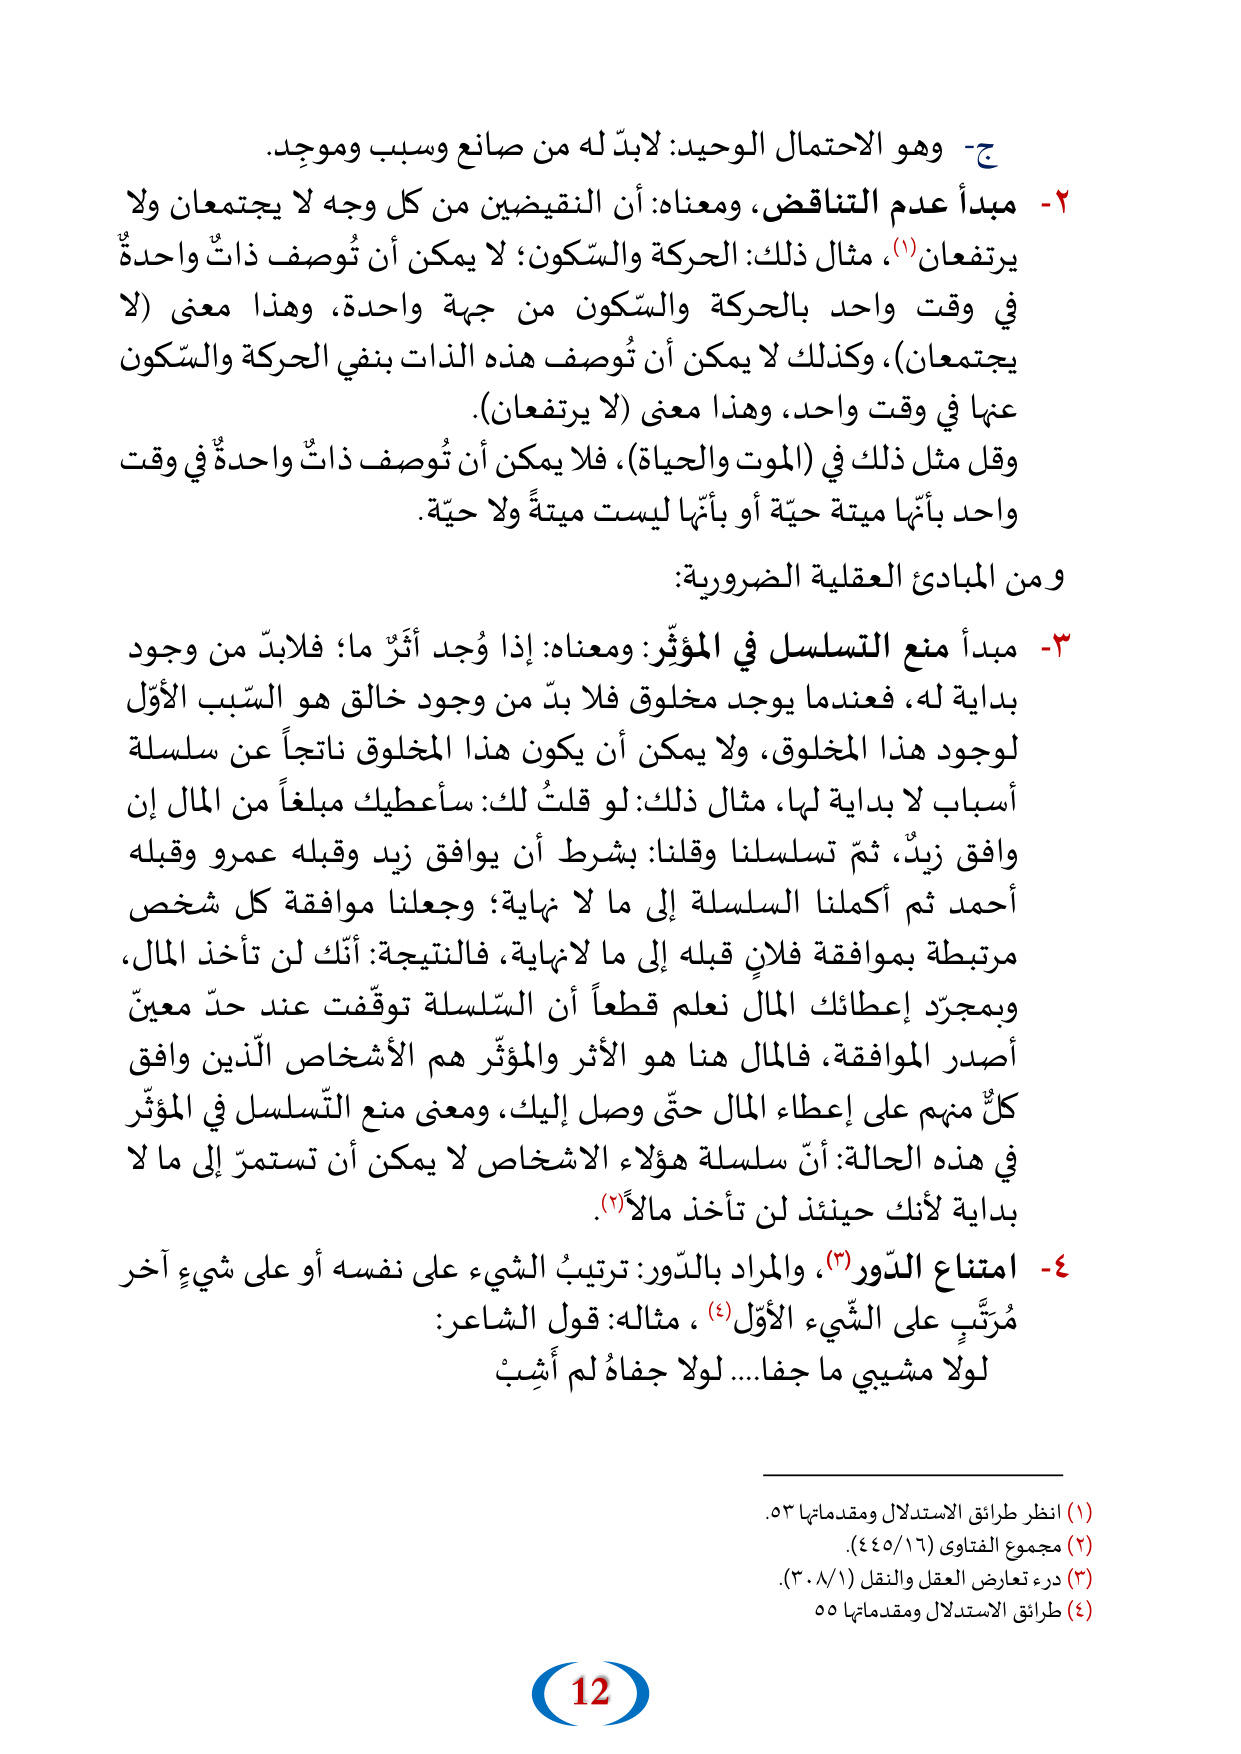 ج- وهو الاحتمال الوحيد: لابدّ له من صانع وسبب وموجِد.
٢- مبدأ عدم التناقض، ومعناه: أن النقيضين من كل وجه لا يجتمعان ولا
يرتفعان(١)، مثال ذلك: الحركة والسّكون؛ لا يمكن أن تُوصف ذاتٌ واحدةٌ
في وقت واحد بالحركة والسّكون من جهة واحدة، وهذا معنى (لا
يجتمعان)، وكذلك لا يمكن أن تُوصف هذه الذات بنفي الحركة والسّكون
عنها في وقت واحد، وهذا معنى (لا يرتفعان).
وقل مثل ذلك في (الموت والحياة)، فلا يمكن أن تُوصف ذاتٌ واحدةٌ في وقت
واحد بأنّها ميتة حيّة أو بأنّها ليست ميتةً ولا حيّة.
ومن المبادئ العقلية الضرورية:
٣- مبدأ منع التسلسل في المؤثِّر: ومعناه: إذا وُجد أثَرٌ ما؛ فلابدّ من وجود
بداية له، فعندما يوجد مخلوق فلا بدّ من وجود خالق هو السّبب الأوّل
لوجود هذا المخلوق، ولا يمكن أن يكون هذا المخلوق ناتجاً عن سلسلة
أسباب لا بداية لها، مثال ذلك: لو قلتُ لك: سأعطيك مبلغاً من المال إن
وافق زيدٌ، ثمّ تسلسلنا وقلنا: بشرط أن يوافق زيد وقبله عمرو وقبله
أحمد ثم أكملنا السلسلة إلى ما لا نهاية؛ وجعلنا موافقة كل شخص
مرتبطة بموافقة فلانٍ قبله إلى ما لانهاية، فالنتيجة: أنّك لن تأخذ المال،
وبمجرّد إعطائك المال نعلم قطعاً أن السّلسلة توقّفت عند حدّ معينّ
أصدر الموافقة، فالمال هنا هو الأثر والمؤثّر هم الأشخاص الّذين وافق
كلٌّ منهم على إعطاء المال حتّى وصل إليك، ومعنى منع التّسلسل في المؤثّر
في هذه الحالة: أنّ سلسلة هؤلاء الاشخاص لا يمكن أن تستمرّ إلى ما لا
بداية لأنك حينئذ لن تأخذ مالاً(٢).
٤- امتناع الدّور(٣)، والمراد بالدّور: ترتيبُ الشيء على نفسه أو على شيءٍ آخر
مُرَتَّبٍ على الشّيء الأوّل(٤) ، مثاله: قول الشاعر:
لولا مشيبي ما جفا.... لولا جفاهُ لم أَشِبْ
(١) انظر طرائق الاستدلال ومقدماتها ٥٣.
(٢) مجموع الفتاوى (٤٤٥/١٦).
(٣) درء تعارض العقل والنقل (٣٠٨/١).
(٤) طرائق الاستدلال ومقدماتها ٥٥
12